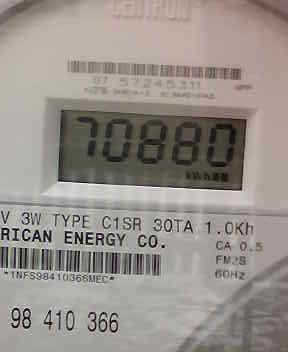 CENTRON
07 57245311
70880
kWh
V 3W TYPE C1SR 30TA 1.0Kh
RICAN ENERGY CO.
CA 0.5
FM2S
*1NFS98410366MEC*
60Hz
98 410 366